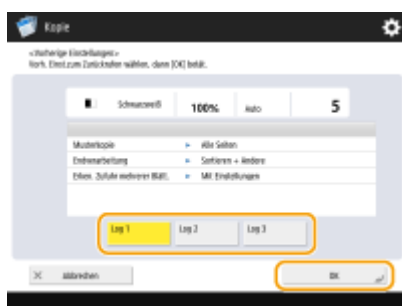 Kopie
<Vorherige Einstellungen>
Vorh. Einst. zum Zurückrufen wählen, dann [OK] betät.
Schwarzweiß 100% Auto 5
Musterkopie ► Alle Seiten
Endverarbeitung ► Sortieren + Andere
Erken. Zufuhr mehrerer Blätt. ► Mit Einstellungen
Log 1 Log 2 Log 3
Abbrechen OK